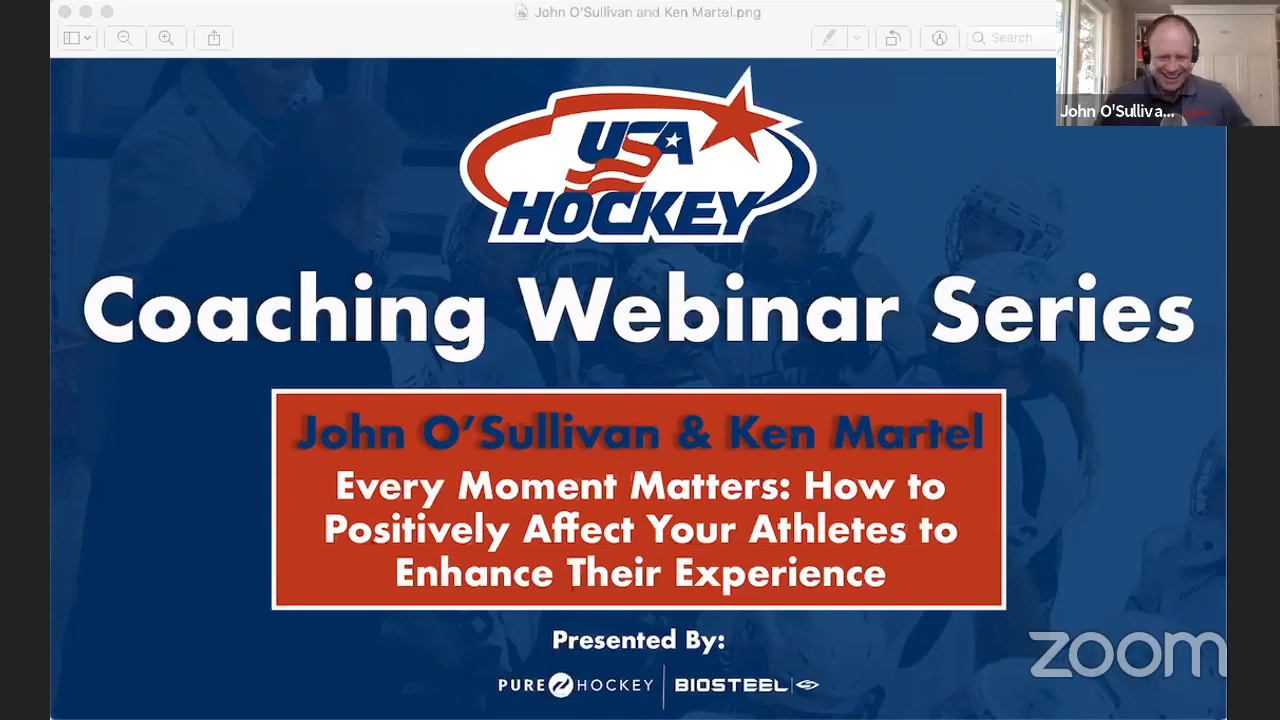 John O'Sullivan and Ken Martel.png
Search
John O'Sulliva...
USA
HOCKEY
Coaching Webinar Series
John O'Sullivan & Ken Martel
Every Moment Matters: How to
Positively Affect Your Athletes to
Enhance Their Experience
Presented By:
PURE HOCKEY BIOSTEEL
zoom